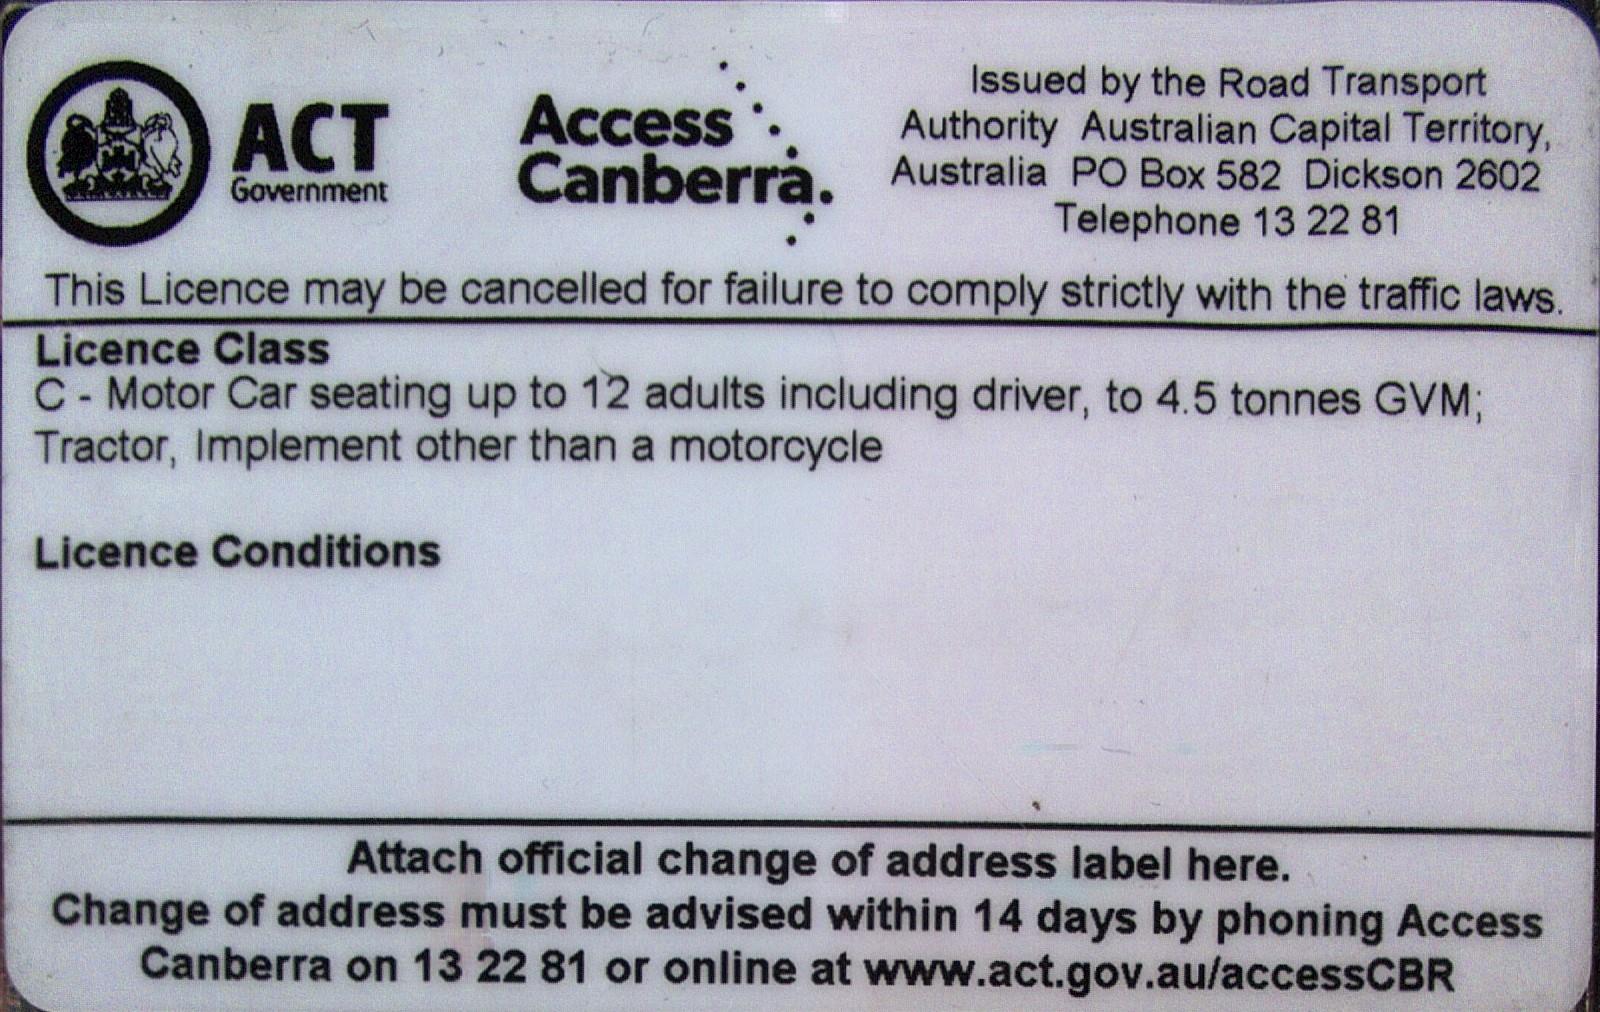 ACT
Government
Access
Canberra.
Issued by the Road Transport
Authority Australian Capital Territory,
Australia PO Box 582 Dickson 2602
Telephone 13 22 81
This Licence may be cancelled for failure to comply strictly with the traffic laws.
Licence Class
C - Motor Car seating up to 12 adults including driver, to 4.5 tonnes GVM;
Tractor, Implement other than a motorcycle
Licence Conditions
Attach official change of address label here.
Change of address must be advised within 14 days by phoning Access
Canberra on 13 22 81 or online at www.act.gov.au/accessCBR